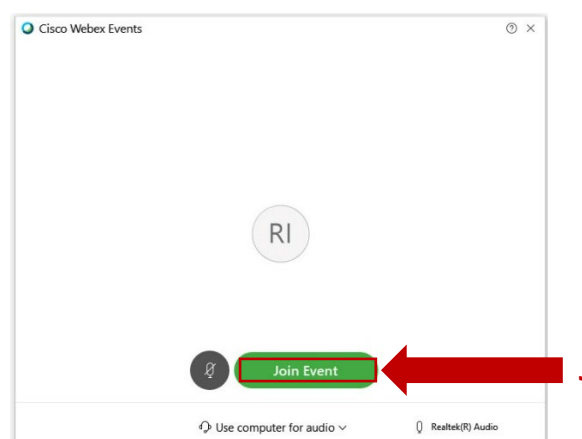 Cisco Webex Events
RI
Join Event
Use computer for audio
Realtek(R) Audio